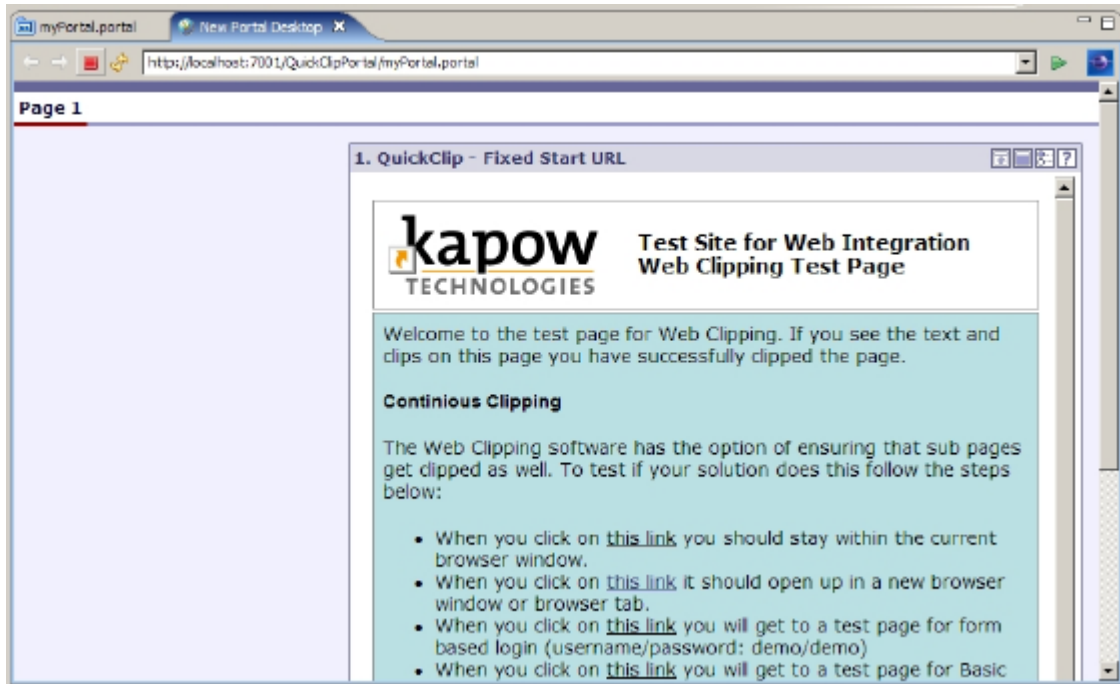 myPortal.portal
New Portal Desktop
http://localhost:7001/QuickClipPortal/myPortal.portal
Page 1
1. QuickClip - Fixed Start URL
kapow
TECHNOLOGIES
Test Site for Web Integration
Web Clipping Test Page
Welcome to the test page for Web Clipping. If you see the text and
clips on this page you have successfully clipped the page.
Continious Clipping
The Web Clipping software has the option of ensuring that sub pages
get clipped as well. To test if your solution does this follow the steps
below:
• When you click on this link you should stay within the current
browser window.
• When you click on this link it should open up in a new browser
window or browser tab.
• When you click on this link you will get to a test page for form
based login (username/password: demo/demo)
• When you click on this link you will get to a test page for Basic